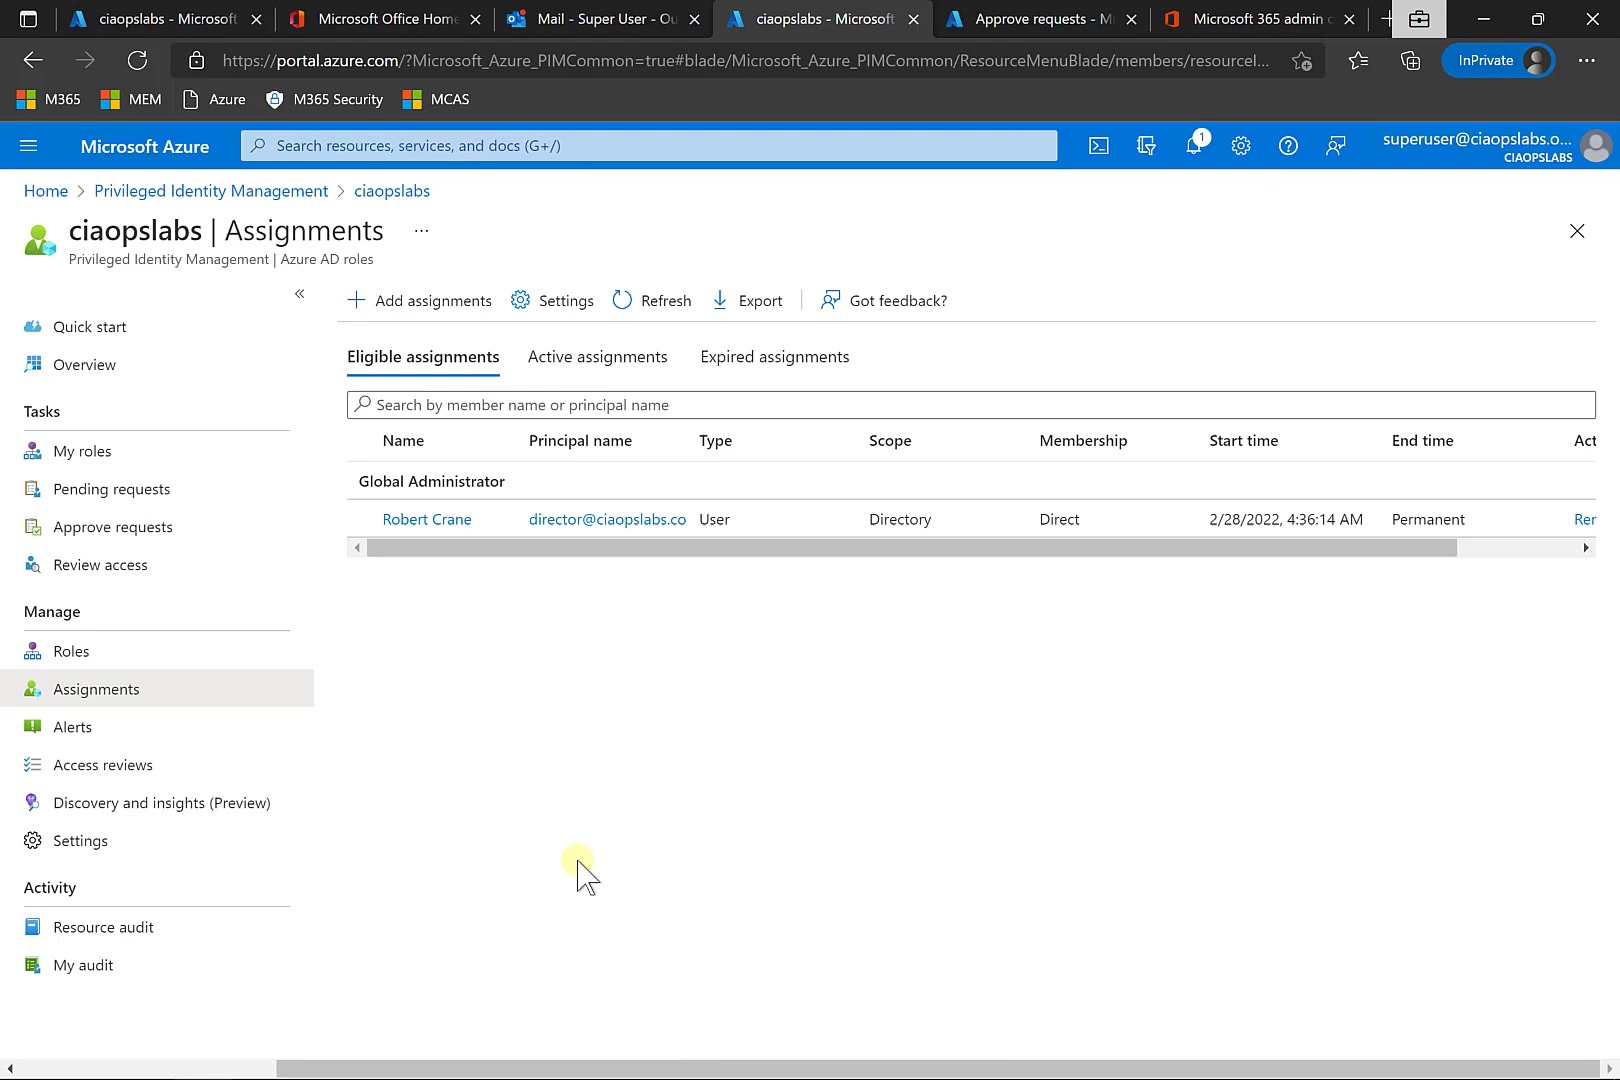 ciaopslabs - Microsoft
Microsoft Office Home
Mail - Super User - Ou
ciaopslabs - Microsoft
Approve requests - Mi
Microsoft 365 admin c
https://portal.azure.com/?Microsoft_Azure_PIMCommon=true#blade/Microsoft_Azure_PIMCommon/ResourceMenuBlade/members/resourceI...
InPrivate
M365
MEM
Azure
M365 Security
MCAS
Microsoft Azure
Search resources, services, and docs (G+/)
1
superuser@ciaopslabs.o...
CIAOPSLABS
Home > Privileged Identity Management > ciaopslabs
ciaopslabs | Assignments ...
Privileged Identity Management | Azure AD roles
Quick start
Overview
Tasks
My roles
Pending requests
Approve requests
Review access
Manage
Roles
Assignments
Alerts
Access reviews
Discovery and insights (Preview)
Settings
Activity
Resource audit
My audit
Add assignments
Settings
Refresh
Export
Got feedback?
Eligible assignments
Active assignments
Expired assignments
Search by member name or principal name
Name Principal name Type Scope Membership Start time End time Act
Global Administrator
Robert Crane director@ciaopslabs.co User Directory Direct 2/28/2022, 4:36:14 AM Permanent Rer